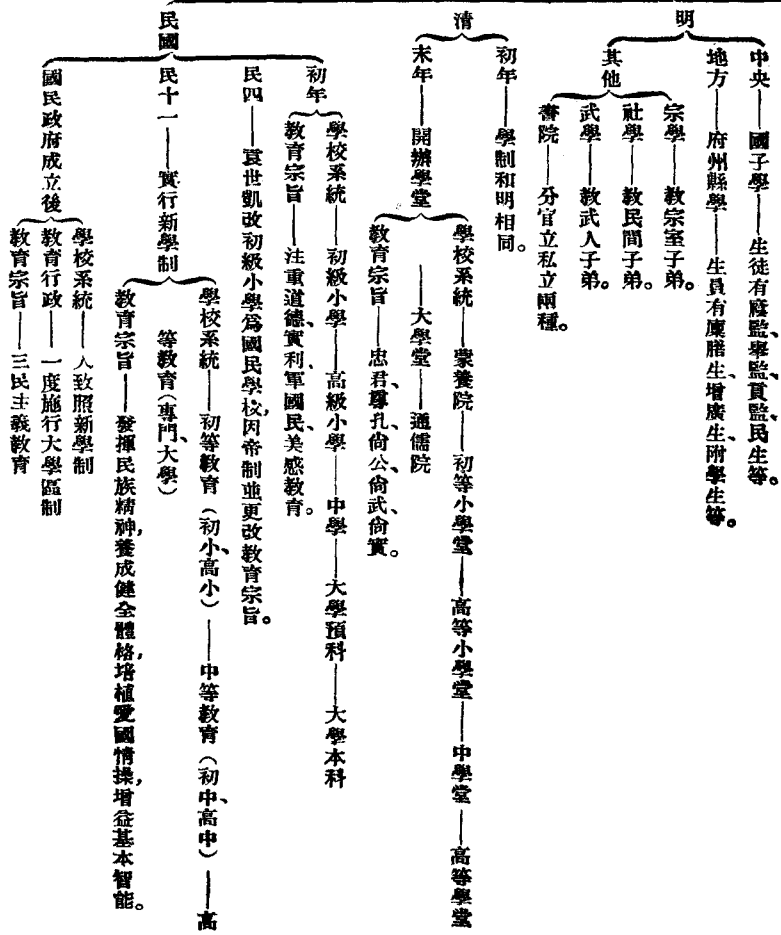 明
中央——國子學——生徒有廕監、舉監、貢監、民生等。
地方——府州縣學——生員有廩膳生、增廣生、附學生等。
其他
宗學——教宗室子弟。
社學——教民間子弟。
武學——教武人子弟。
書院——分官立私立兩種。
清
初年——學制和明相同。
末年——開辦學堂
學校系統——蒙養院——初等小學堂——高等小學堂——中學堂——高等學堂
——大學堂——通儒院
教育宗旨——忠君、尊孔、尚公、尚武、尚實。
民國
初年
學校系統——初級小學——高級小學——中學——大學預科——大學本科
教育宗旨——注重道德、實利、軍國民、美感教育。
民四——袁世凱改初級小學爲國民學校,因帝制並更改教育宗旨。
民十一——實行新學制
學校系統——初等教育(初小、高小)——中等教育(初中、高中)——高
等教育(專門、大學)
教育宗旨——發揮民族精神,養成健全體格,培植愛國情操,增益基本智能。
國民政府成立後
學校系統——大致照新學制
教育行政——一度施行大學區制
教育宗旨——三民主義教育